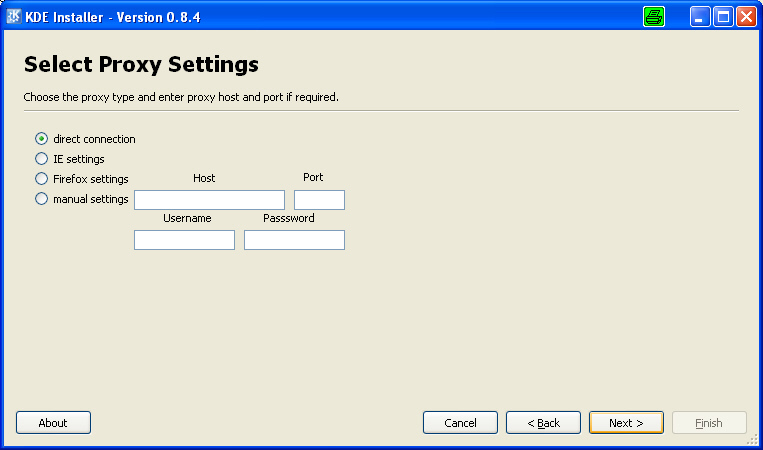 KDE Installer - Version 0.8.4
Select Proxy Settings
Choose the proxy type and enter proxy host and port if required.
direct connection
IE settings
Firefox settings Host Port
manual settings
Username Passsword
About Cancel < Back Next > Finish